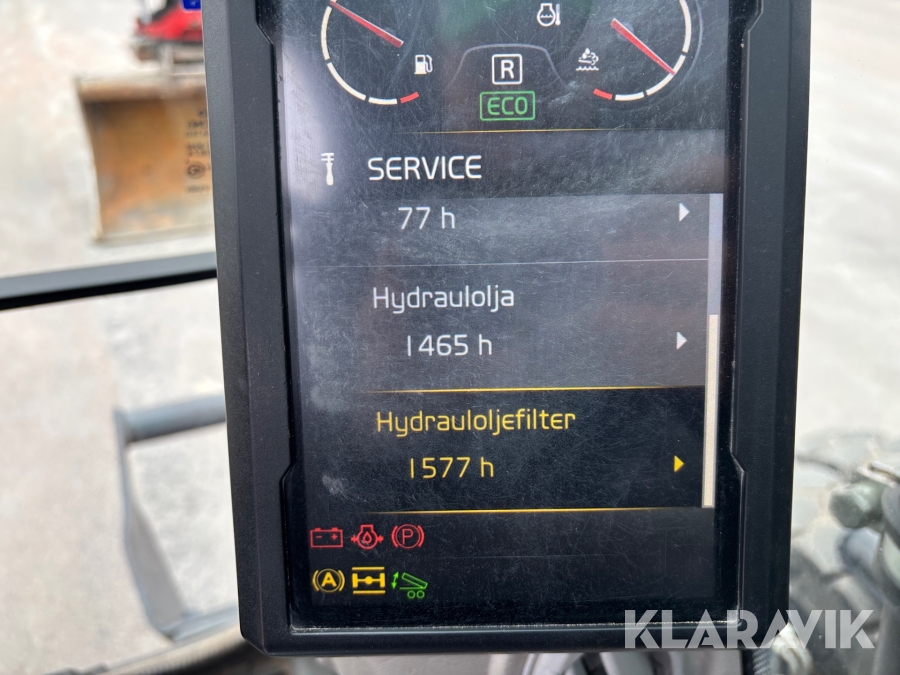 R
ECO
SERVICE
77 h
Hydraulolja
1465 h
Hydrauloljefilter
1577 h
P
A
KLARAVIK